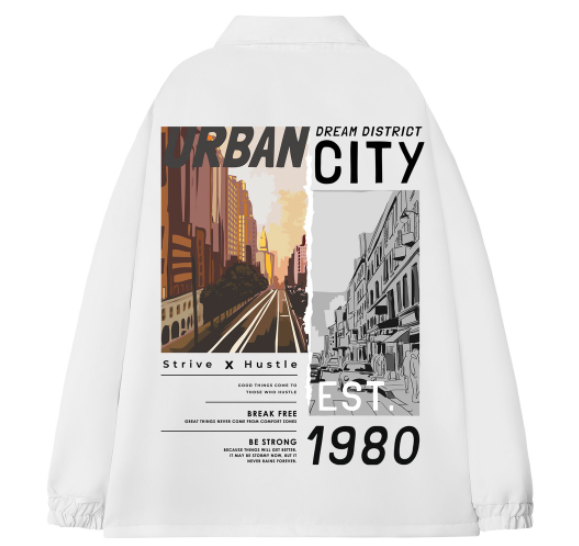 URBAN
DREAM DISTRICT
CITY
Strive X Hustle
GOOD THINGS COME TO
THOSE WHO HUSTLE
BREAK FREE
GREAT THINGS NEVER COME FROM COMFORT ZONES
BE STRONG
BECAUSE THINGS WILL GET BETTER.
IT MAY BE STORMY NOW, BUT IT
NEVER RAINS FOREVER.
EST.
1980